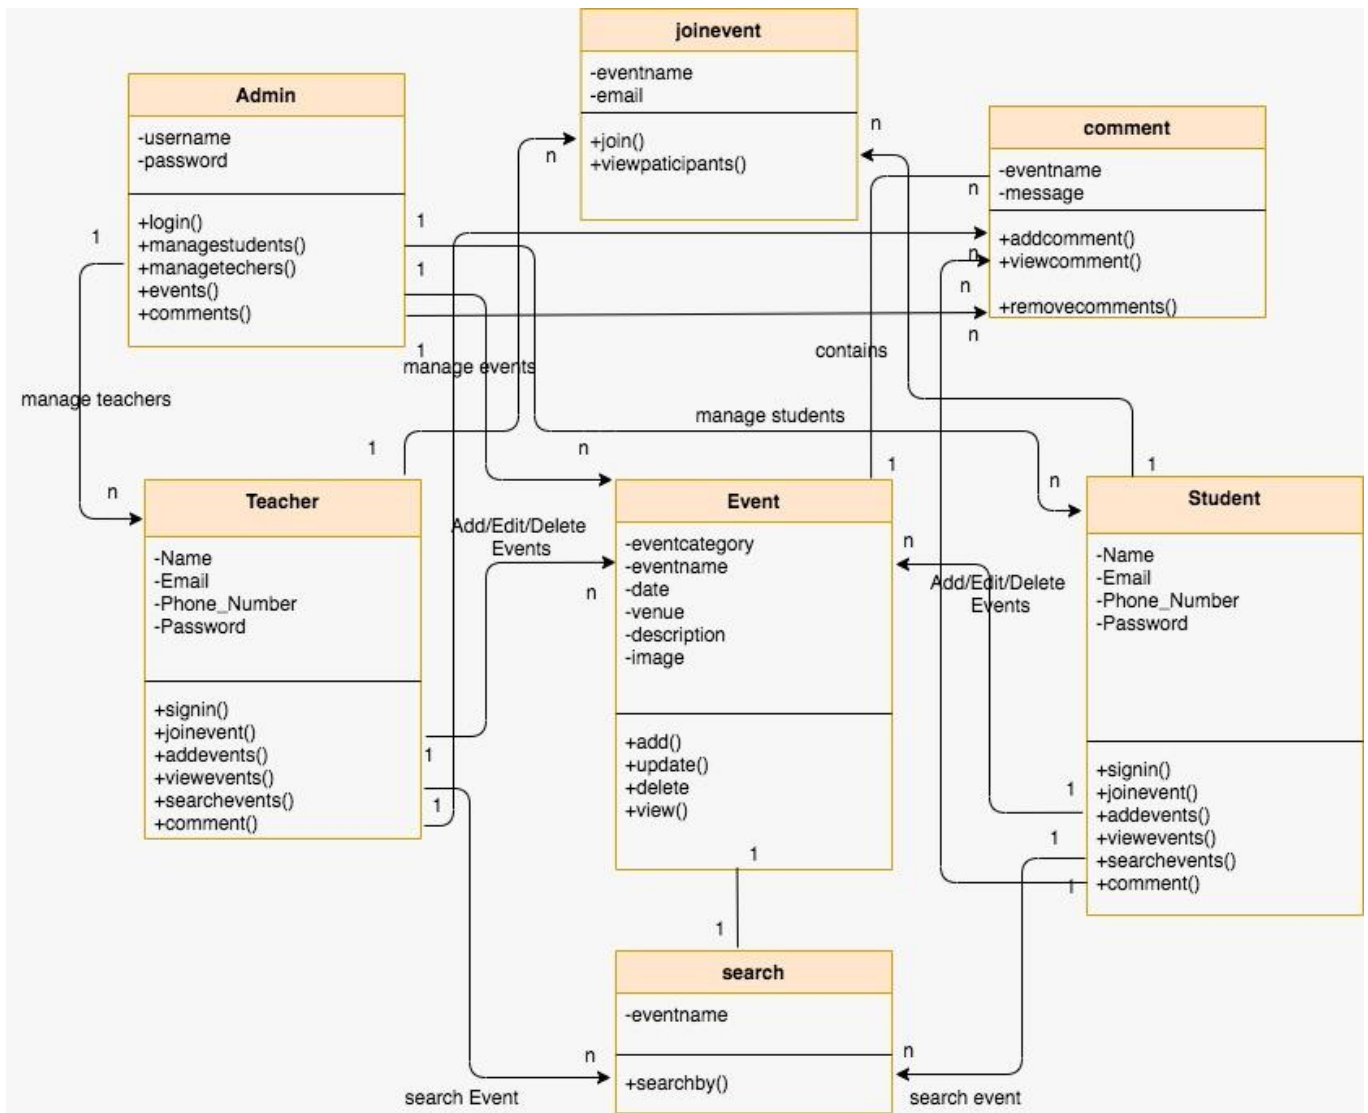 joinevent
-eventname
-email
+join()
+viewpaticipants()
Admin
-username
-password
+login()
+managestudents()
+managetechers()
+events()
+comments()
comment
-eventname
-message
+addcomment()
+viewcomment()
+removecomments()
1
1
1
1
n
n
n
n
n
n
manage teachers
manage events
contains
manage students
1
n
1
n
1
n
Teacher
-Name
-Email
-Phone_Number
-Password
+signin()
+joinevent()
+addevents()
+viewevents()
+searchevents()
+comment()
Add/Edit/Delete
Events
n
1
1
Event
-eventcategory
-eventname
-date
-venue
-description
-image
+add()
+update()
+delete
+view()
n
Add/Edit/Delete
Events
Student
-Name
-Email
-Phone_Number
-Password
+signin()
+joinevent()
+addevents()
+viewevents()
+searchevents()
+comment()
1
1
1
1
1
search
-eventname
+searchby()
n
n
search Event
search event